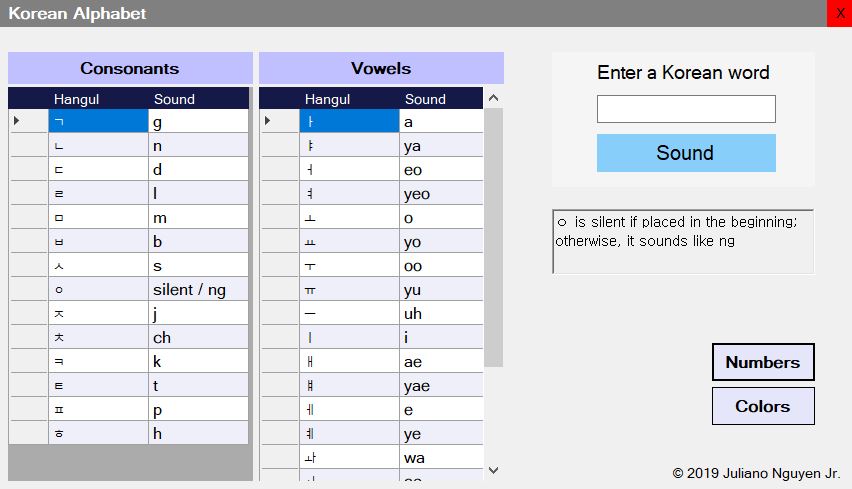 Korean Alphabet
X
Consonants
Hangul Sound
ㄱ g
ㄴ n
ㄷ d
ㄹ l
ㅁ m
ㅂ b
ㅅ s
ㅇ silent / ng
ㅈ j
ㅊ ch
ㅋ k
ㅌ t
ㅍ p
ㅎ h
Vowels
Hangul Sound
ㅏ a
ㅑ ya
ㅓ eo
ㅕ yeo
ㅗ o
ㅛ yo
ㅜ oo
ㅠ yu
ㅡ uh
ㅣ i
ㅐ ae
ㅒ yae
ㅔ e
ㅖ ye
ㅘ wa
Enter a Korean word
Sound
ㅇ is silent if placed in the beginning;
otherwise, it sounds like ng
Numbers
Colors
© 2019 Juliano Nguyen Jr.